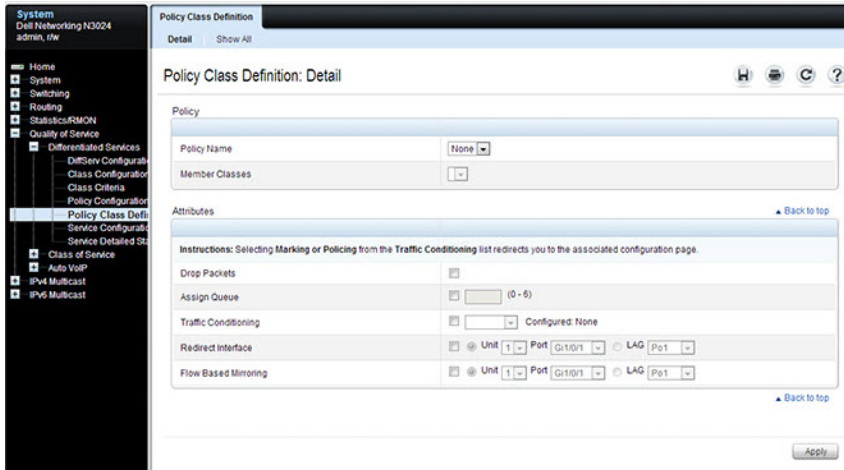 System
Dell Networking N3024
admin, r/w
Home
System
Switching
Routing
Statistics/RMON
Quality of Service
Differentiated Services
DiffServ Configurati
Class Configuration
Class Criteria
Policy Configuration
Policy Class Defi
Service Configuratio
Service Detailed Sta
Class of Service
Auto VoIP
IPv4 Multicast
IPv6 Multicast
Policy Class Definition
Detail Show All
Policy Class Definition: Detail
?
Policy
Policy Name None
Member Classes
Attributes Back to top
Instructions: Selecting Marking or Policing from the Traffic Conditioning list redirects you to the associated configuration page.
Drop Packets
Assign Queue (0 - 6)
Traffic Conditioning Configured: None
Redirect Interface Unit 1 Port Gi1/0/1 LAG Po1
Flow Based Mirroring Unit 1 Port Gi1/0/1 LAG Po1
Back to top
Apply